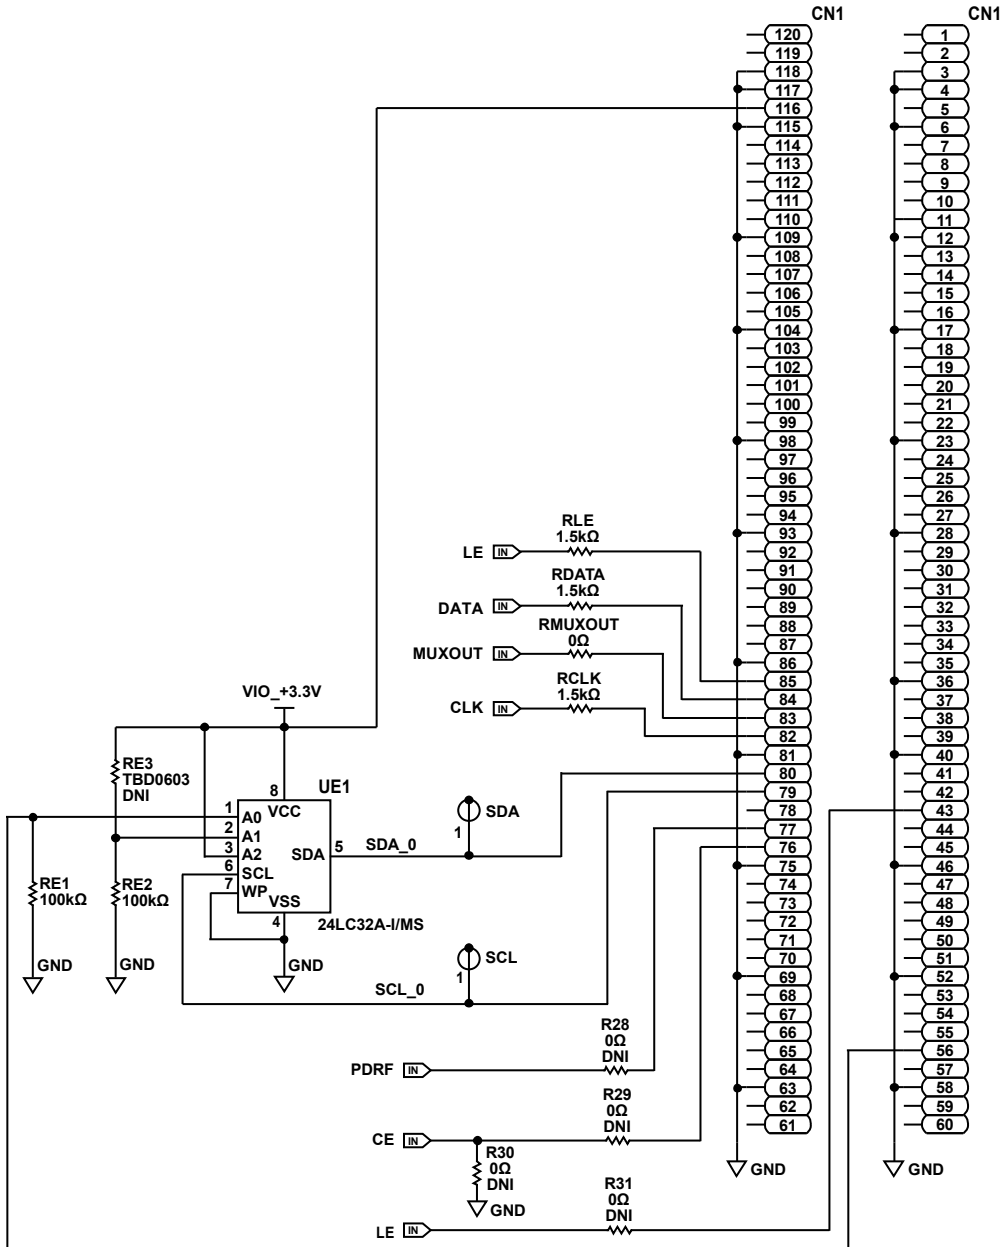 CN1
CN1
120
119
118
117
116
115
114
113
112
111
110
109
108
107
106
105
104
103
102
101
100
99
98
97
96
95
94
93
92
91
90
89
88
87
86
85
84
83
82
81
80
79
78
77
76
75
74
73
72
71
70
69
68
67
66
65
64
63
62
61
GND
1
2
3
4
5
6
7
8
9
10
11
12
13
14
15
16
17
18
19
20
21
22
23
24
25
26
27
28
29
30
31
32
33
34
35
36
37
38
39
40
41
42
43
44
45
46
47
48
49
50
51
52
53
54
55
56
57
58
59
60
GND
RLE
1.5kΩ
LE IN
RDATA
1.5kΩ
DATA IN
RMUXOUT
0Ω
MUXOUT IN
RCLK
1.5kΩ
CLK IN
VIO_+3.3V
RE3
TBD0603
DNI
UE1
8
VCC
1 A0
2 A1
3 A2
6 SCL
7 WP
SDA 5
SDA_0
VSS
4
24LC32A-I/MS
SDA
1
RE1
100kΩ
RE2
100kΩ
GND
GND
GND
SCL
1
SCL_0
R28
0Ω
DNI
PDRF IN
R29
0Ω
DNI
CE IN
R30
0Ω
DNI
GND
R31
0Ω
DNI
LE IN